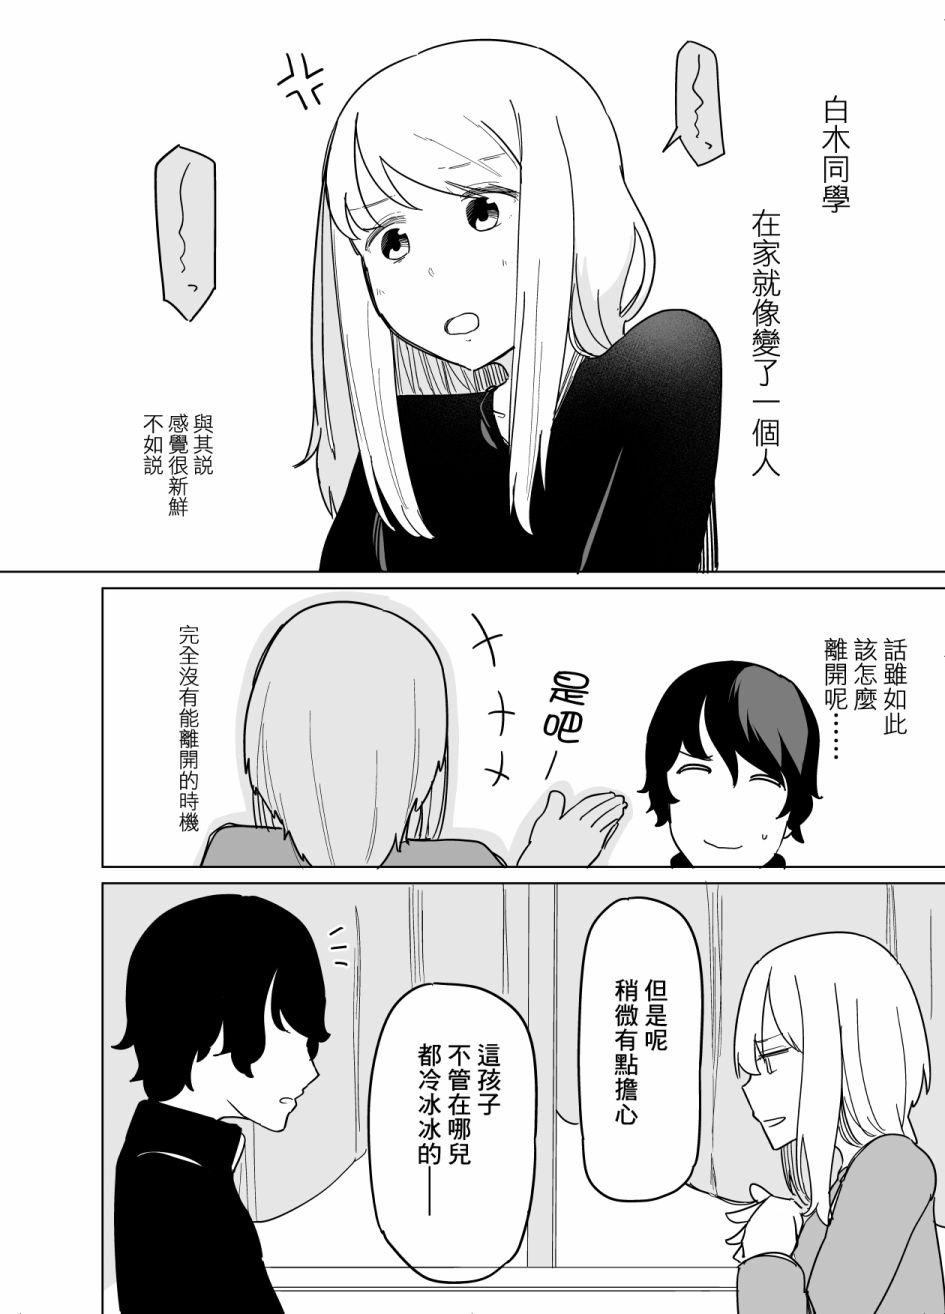 白木同學
在家就像變了一個人
與其説
感覺很新鮮
不如説
話雖如此
該怎麼
離開呢……
是吧—
完全沒有能離開的時機
但是呢
稍微有點擔心
這孩子
不管在哪兒
都冷冰冰的——